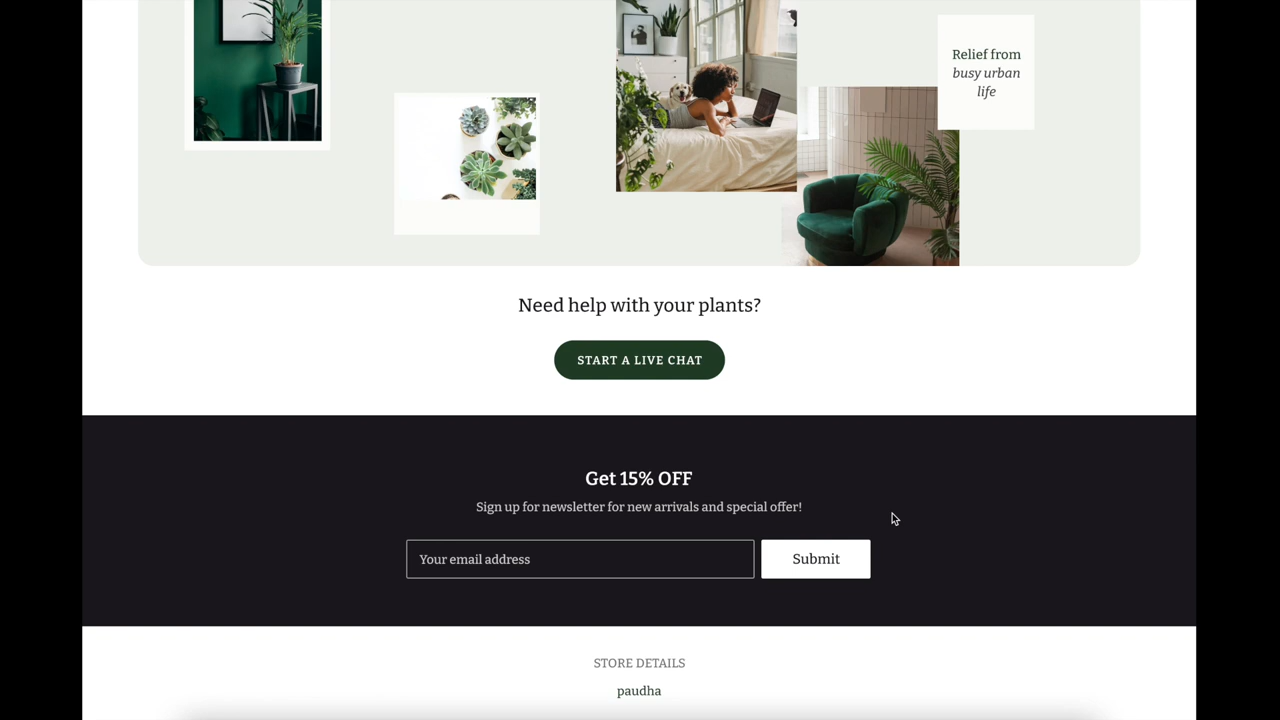 Relief from
busy urban
life
Need help with your plants?
START A LIVE CHAT
Get 15% OFF
Sign up for newsletter for new arrivals and special offer!
Your email address
Submit
STORE DETAILS
paudha